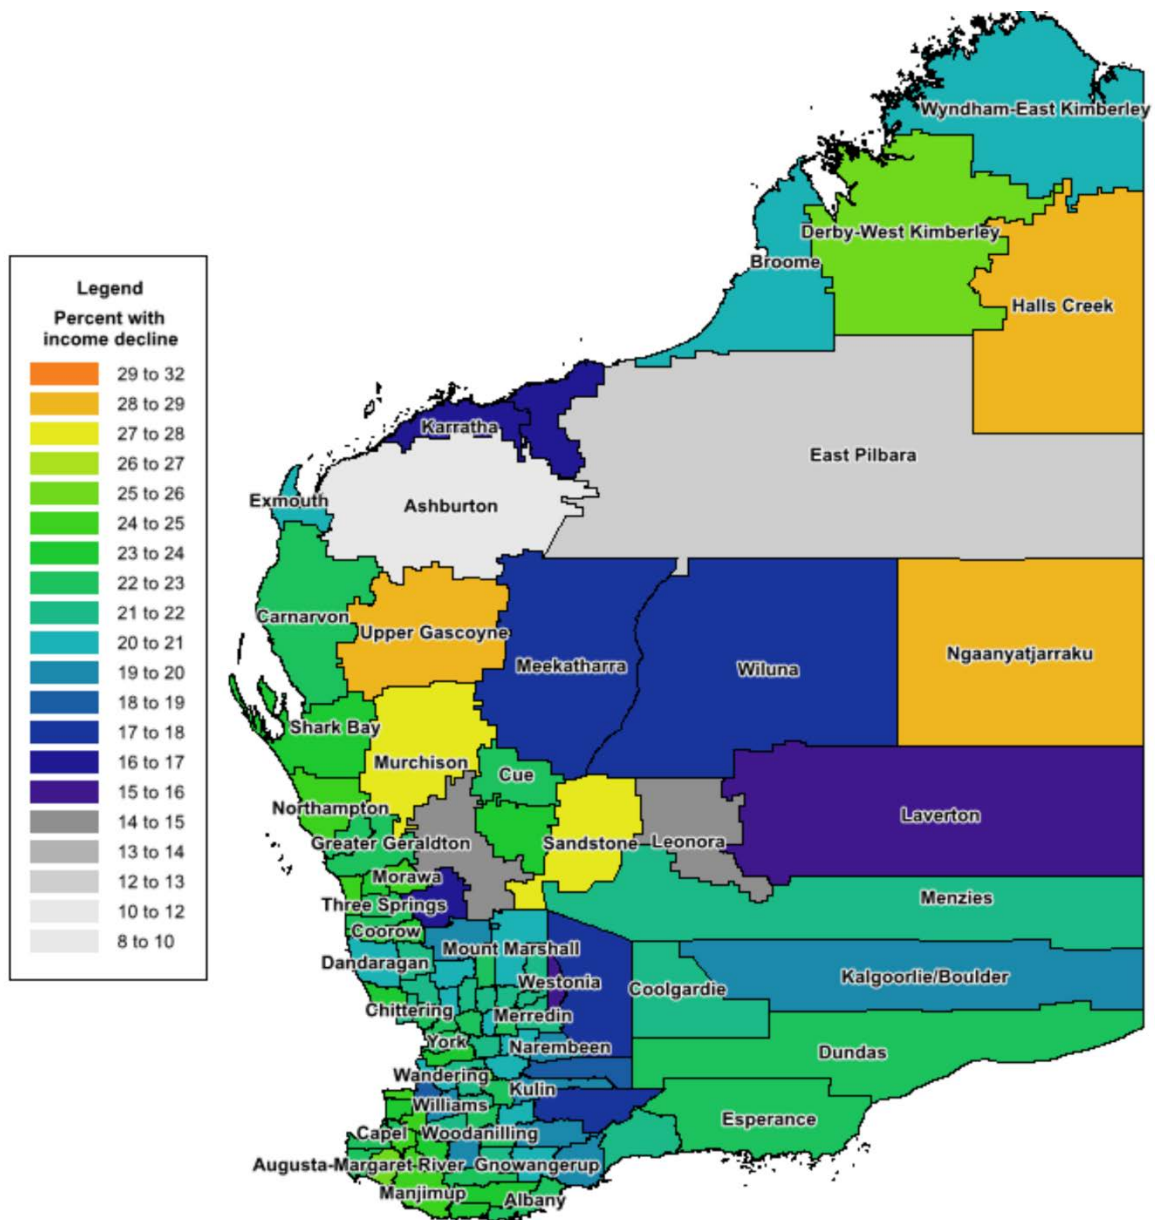 Wyndham-East Kimberley
Derby-West Kimberley
Broome
Halls Creek
Legend
Percent with
income decline
29 to 32
28 to 29
27 to 28
26 to 27
25 to 26
24 to 25
23 to 24
22 to 23
21 to 22
20 to 21
19 to 20
18 to 19
17 to 18
16 to 17
15 to 16
14 to 15
13 to 14
12 to 13
10 to 12
8 to 10
Karratha
East Pilbara
Exmouth
Ashburton
Carnarvon
Upper Gascoyne
Meekatharra
Wiluna
Ngaanyatjarraku
Shark Bay
Murchison
Cue
Northampton
Laverton
Greater Geraldton
Sandstone
Leonora
Morawa
Menzies
Three Springs
Coorow
Mount Marshall
Dandaragan
Kalgoorlie/Boulder
Westonia
Coolgardie
Chittering
Merredin
York
Narembeen
Dundas
Wandering
Kulin
Williams
Esperance
Capel
Woodanilling
Augusta-Margaret-River
Gnowangerup
Manjimup
Albany